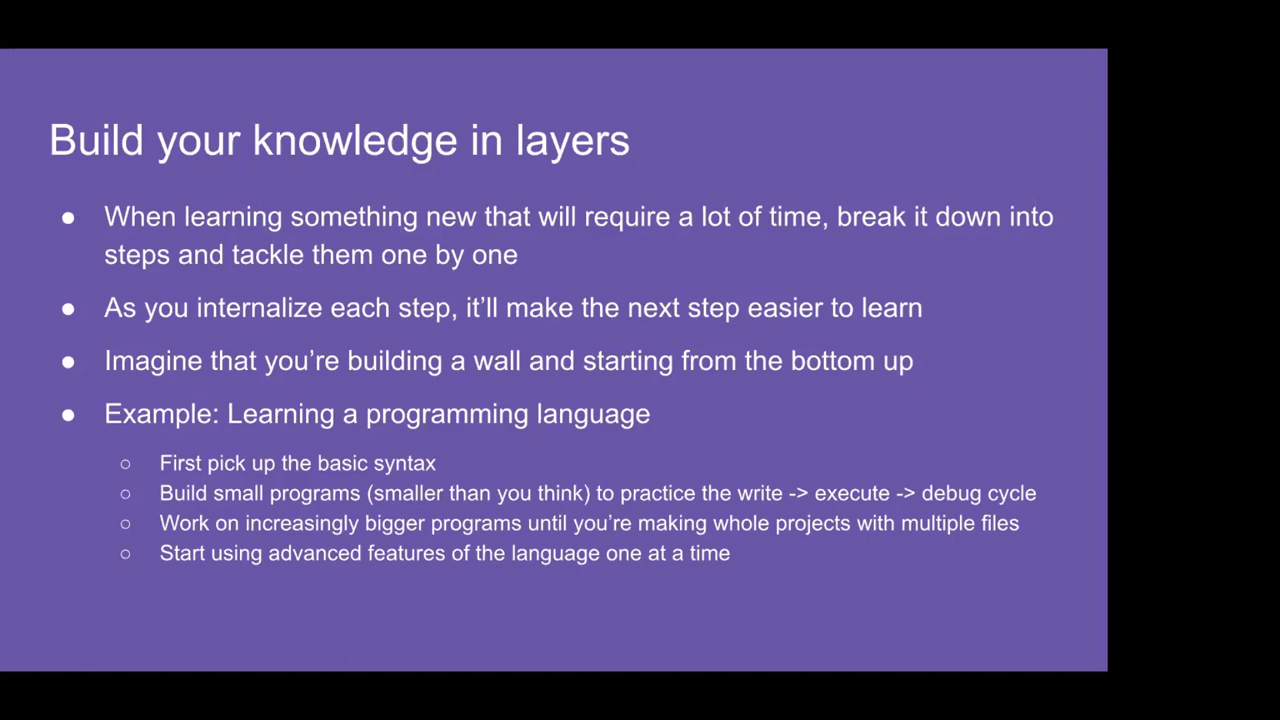 Build your knowledge in layers
● When learning something new that will require a lot of time, break it down into
steps and tackle them one by one
● As you internalize each step, it’ll make the next step easier to learn
● Imagine that you’re building a wall and starting from the bottom up
● Example: Learning a programming language
○ First pick up the basic syntax
○ Build small programs (smaller than you think) to practice the write -> execute -> debug cycle
○ Work on increasingly bigger programs until you’re making whole projects with multiple files
○ Start using advanced features of the language one at a time